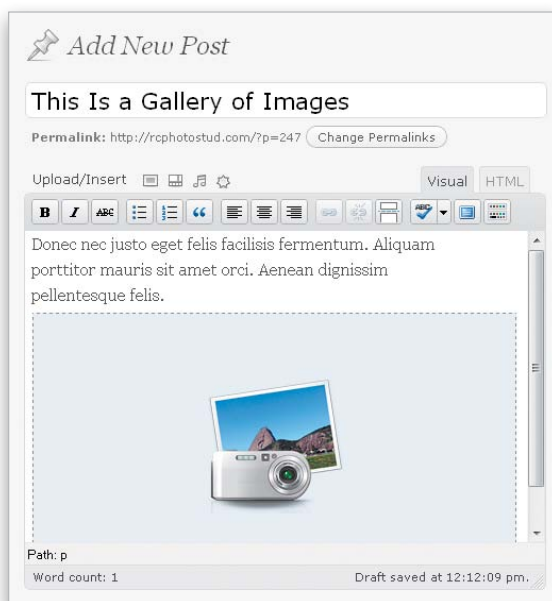 Add New Post
This Is a Gallery of Images
Permalink: http://rcphotostud.com/?p=247 Change Permalinks
Upload/Insert Visual HTML
B I ABC ABC
Donec nec justo eget felis facilisis fermentum. Aliquam
porttitor mauris sit amet orci. Aenean dignissim
pellentesque felis.
Path: p
Word count: 1 Draft saved at 12:12:09 pm.